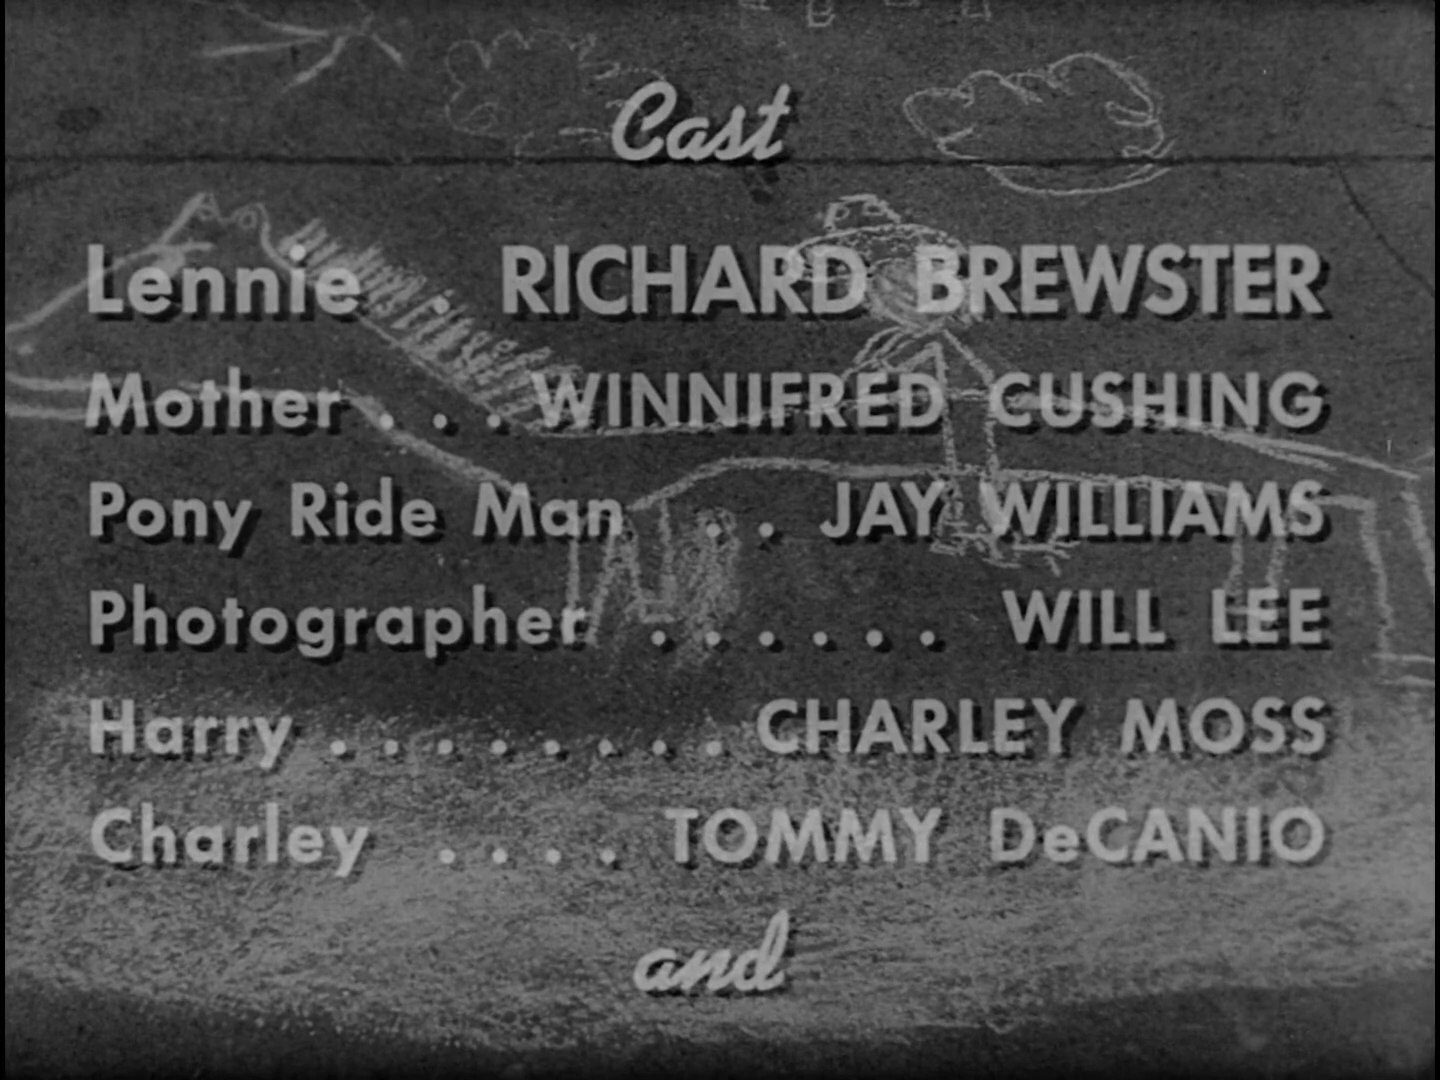 Cast
Lennie . RICHARD BREWSTER
Mother . . . WINNIFRED CUSHING
Pony Ride Man . . JAY WILLIAMS
Photographer . . . . . . WILL LEE
Harry . . . . . . . . CHARLEY MOSS
Charley . . . . TOMMY DeCANIO
and